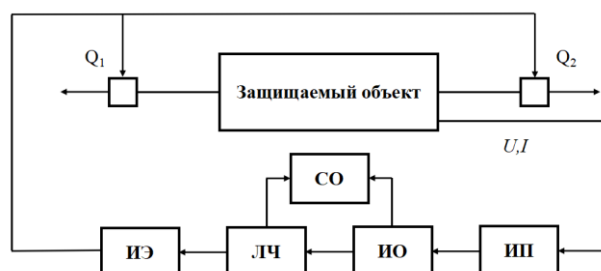 Q₁
Q₂
Защищаемый объект
U,I
СО
ИЭ
ЛЧ
ИО
ИП